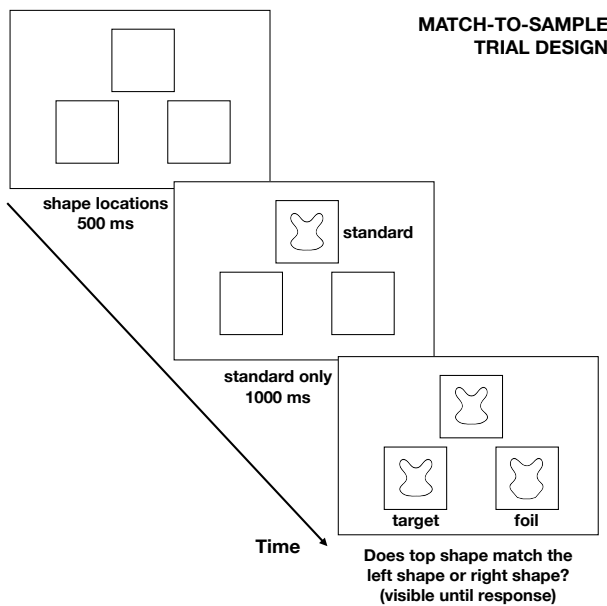 MATCH-TO-SAMPLE
TRIAL DESIGN
shape locations
500 ms
standard
standard only
1000 ms
target
foil
Time
Does top shape match the
left shape or right shape?
(visible until response)